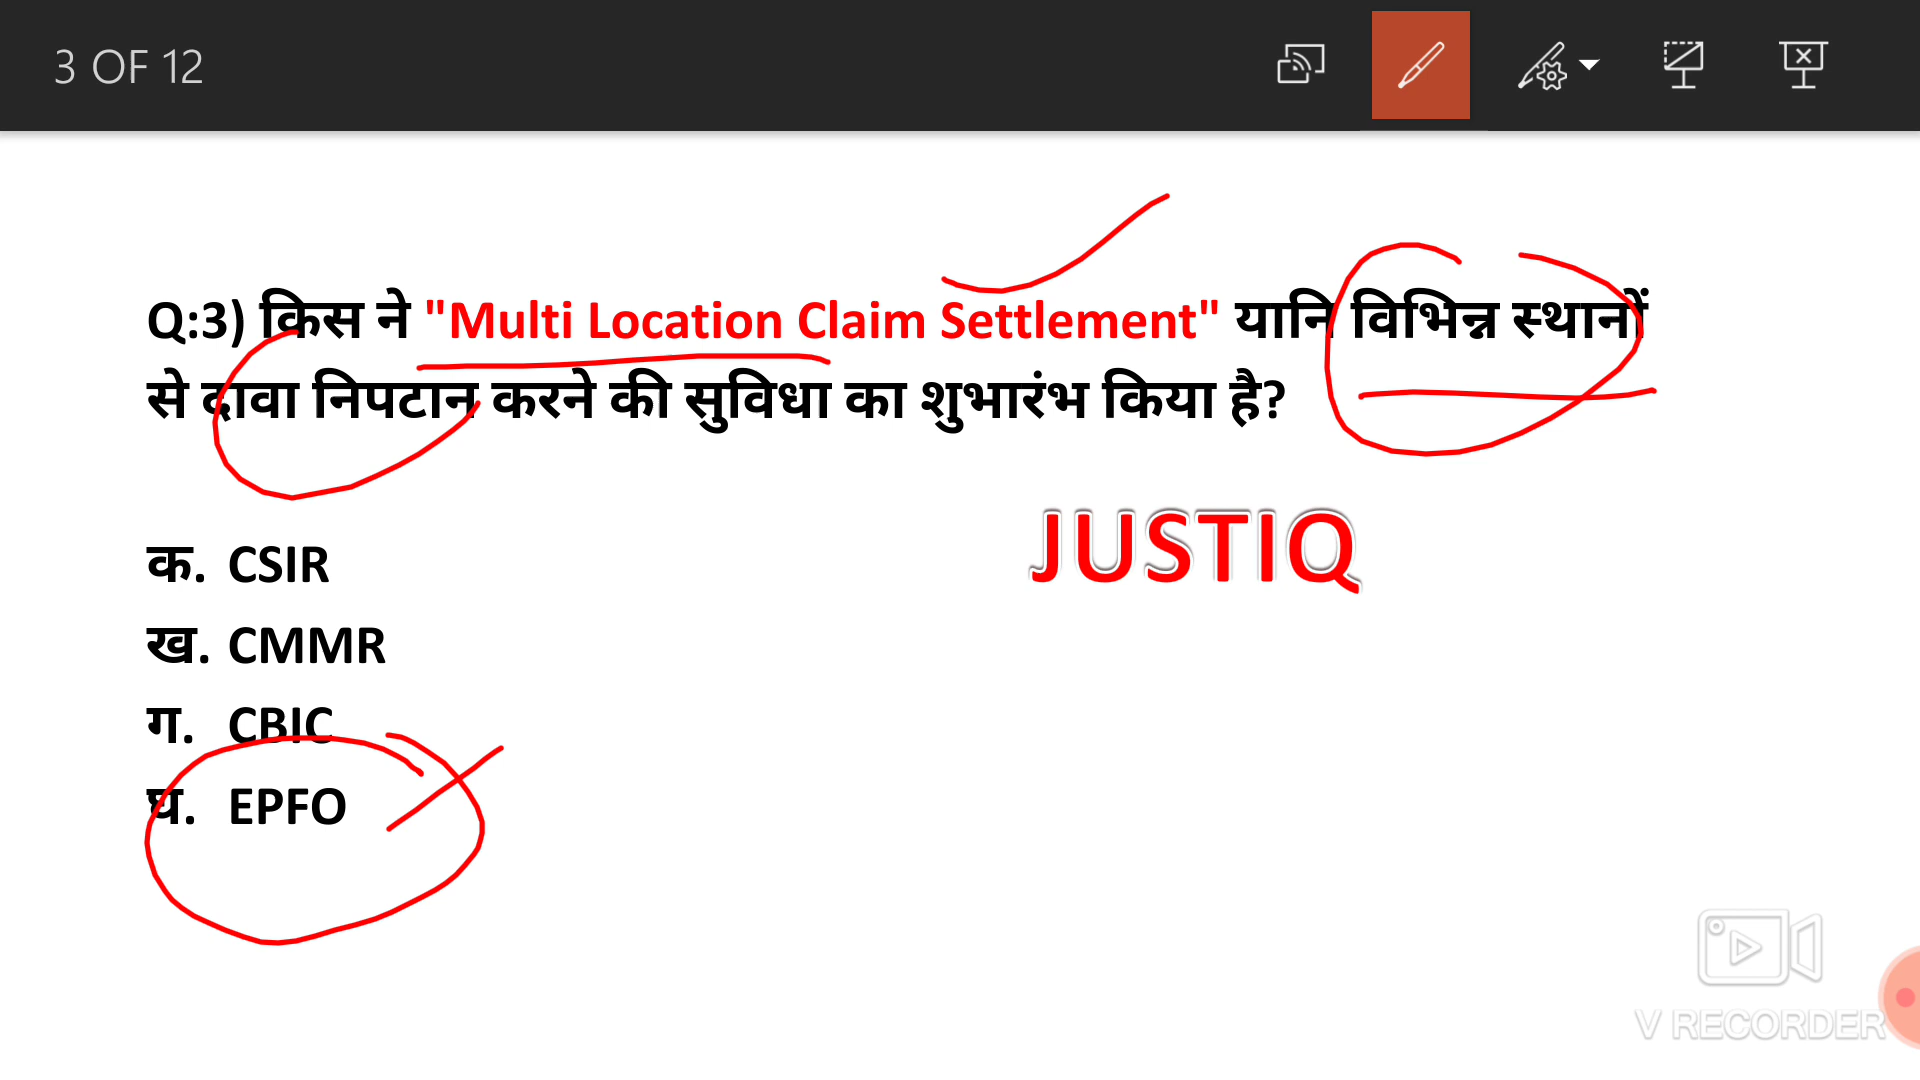 3 OF 12
Q:3) किस ने "Multi Location Claim Settlement" यानि विभिन्न स्थानों
से दावा निपटान करने की सुविधा का शुभारंभ किया है?
JUSTIQ
क. CSIR
ख. CMMR
ग. CBIC
घ. EPFO
V RECORDER